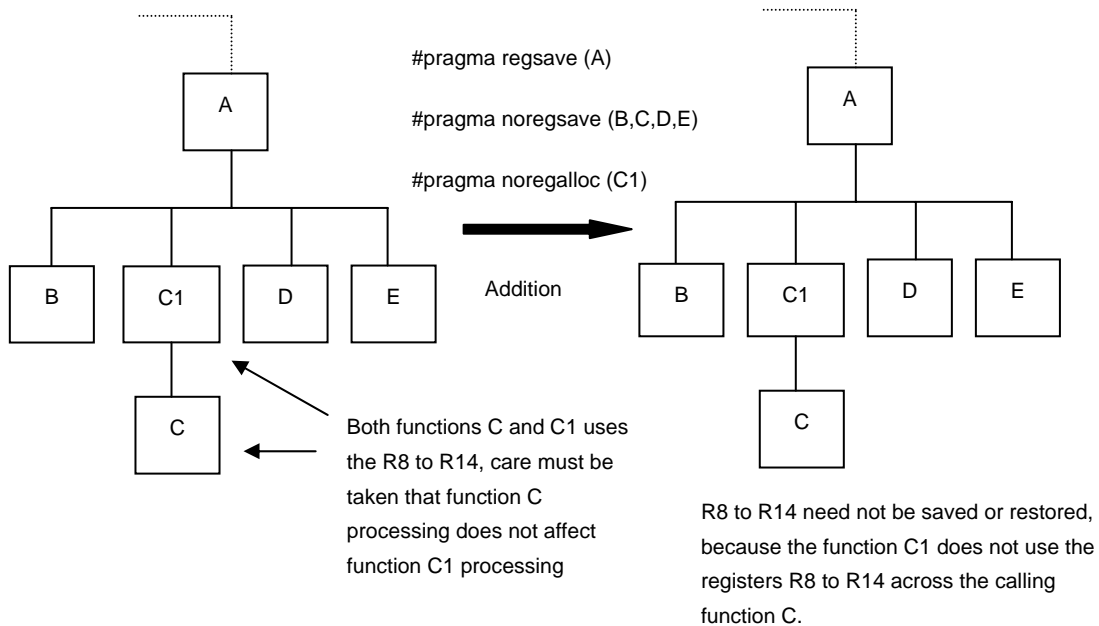 A
B
C1
D
E
C
Both functions C and C1 uses
the R8 to R14, care must be
taken that function C
processing does not affect
function C1 processing
#pragma regsave (A)
#pragma noregsave (B,C,D,E)
#pragma noregalloc (C1)
Addition
A
B
C1
D
E
C
R8 to R14 need not be saved or restored,
because the function C1 does not use the
registers R8 to R14 across the calling
function C.